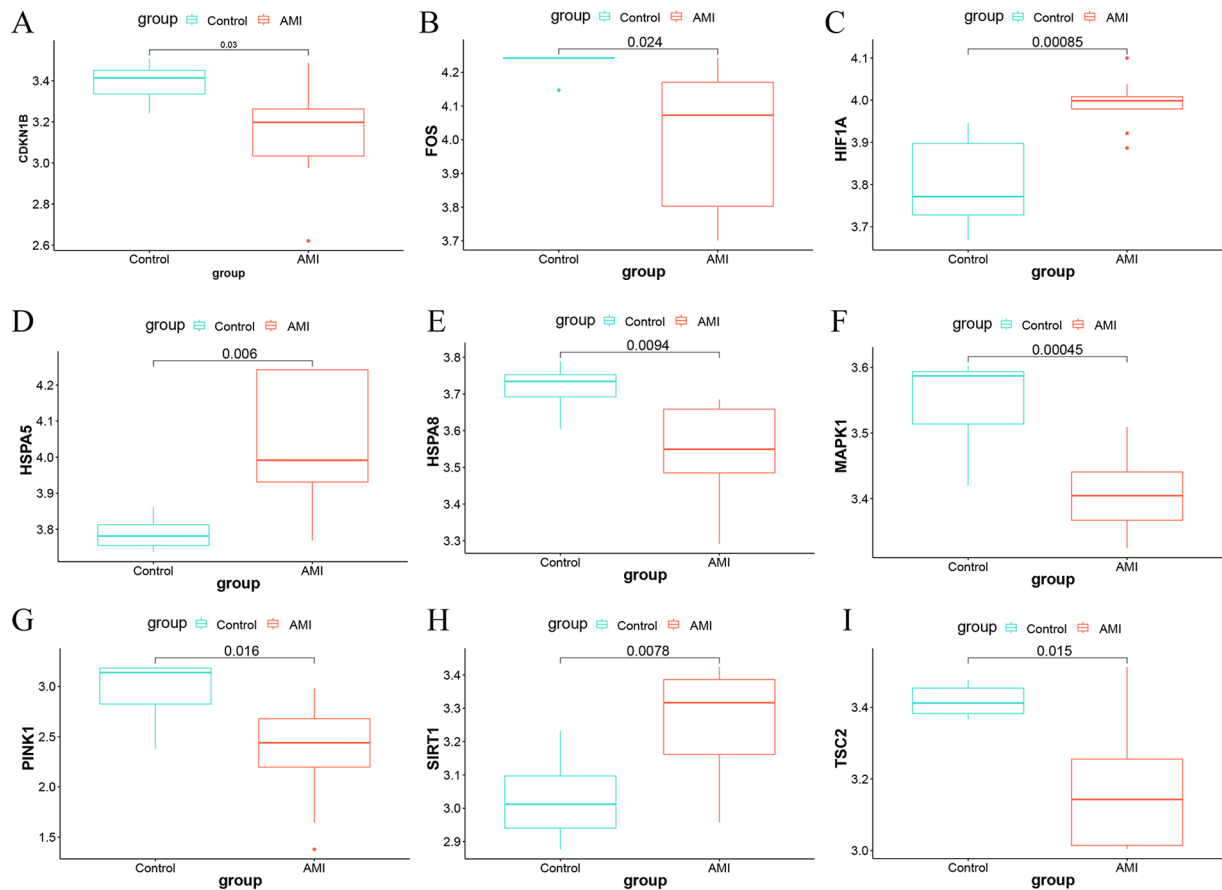 A
group Control AMI
0.03
CDKN1B
3.4
3.2
3.0
2.8
2.6
Control AMI
group
B
group Control AMI
0.024
FOS
4.2
4.1
4.0
3.9
3.8
3.7
Control AMI
group
C
group Control AMI
0.00085
HIF1A
4.1
4.0
3.9
3.8
3.7
Control AMI
group
D
group Control AMI
0.006
HSPA5
4.2
4.1
4.0
3.9
3.8
Control AMI
group
E
group Control AMI
0.0094
HSPA8
3.8
3.7
3.6
3.5
3.4
3.3
Control AMI
group
F
group Control AMI
0.00045
MAPK1
3.6
3.5
3.4
Control AMI
group
G
group Control AMI
0.016
PINK1
3.0
2.5
2.0
1.5
Control AMI
group
H
group Control AMI
0.0078
SIRT1
3.4
3.3
3.2
3.1
3.0
2.9
Control AMI
group
I
group Control AMI
0.015
TSC2
3.4
3.2
3.0
Control AMI
group